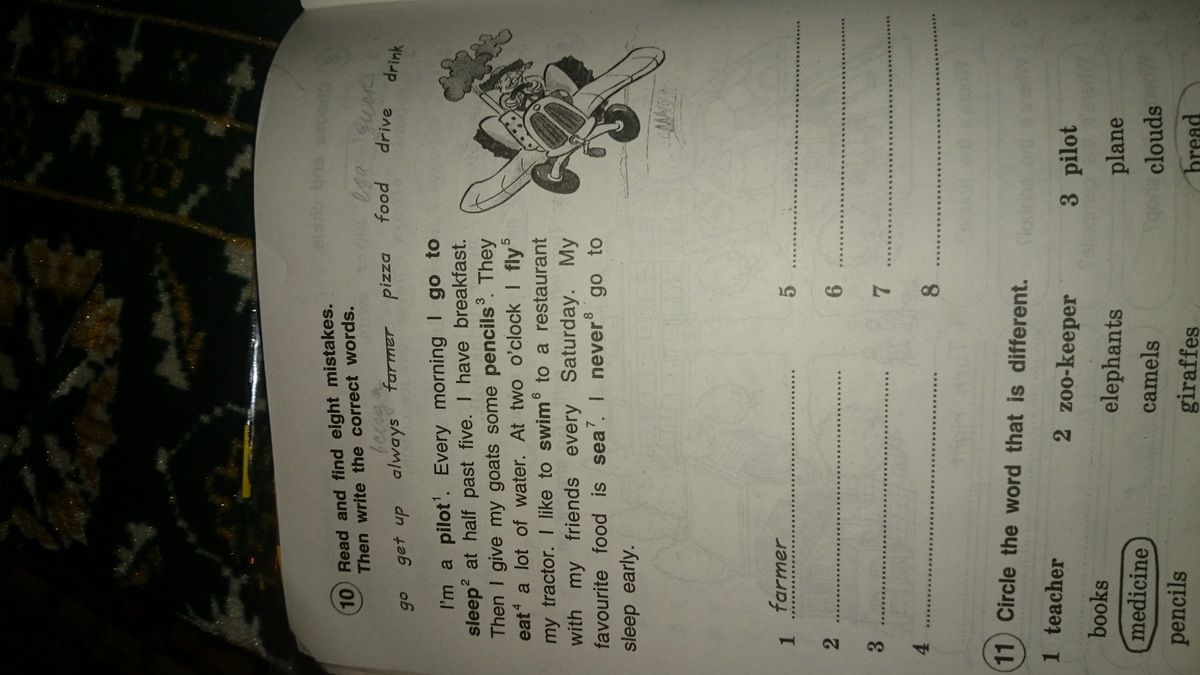 10 Read and find eight mistakes.
Then write the correct words.
go get up always farmer pizza food drive drink
I'm a pilot¹. Every morning I go to
sleep² at half past five. I have breakfast.
Then I give my goats some pencils³. They
eat⁴ a lot of water. At two o'clock I fly⁵
my tractor. I like to swim⁶ to a restaurant
with my friends every Saturday. My
favourite food is sea⁷. I never⁸ go to
sleep early.
1 farmer
2
3
4
5
6
7
8
11 Circle the word that is different.
1 teacher
books
medicine
pencils
2 zoo-keeper
elephants
camels
giraffes
3 pilot
plane
clouds
bread